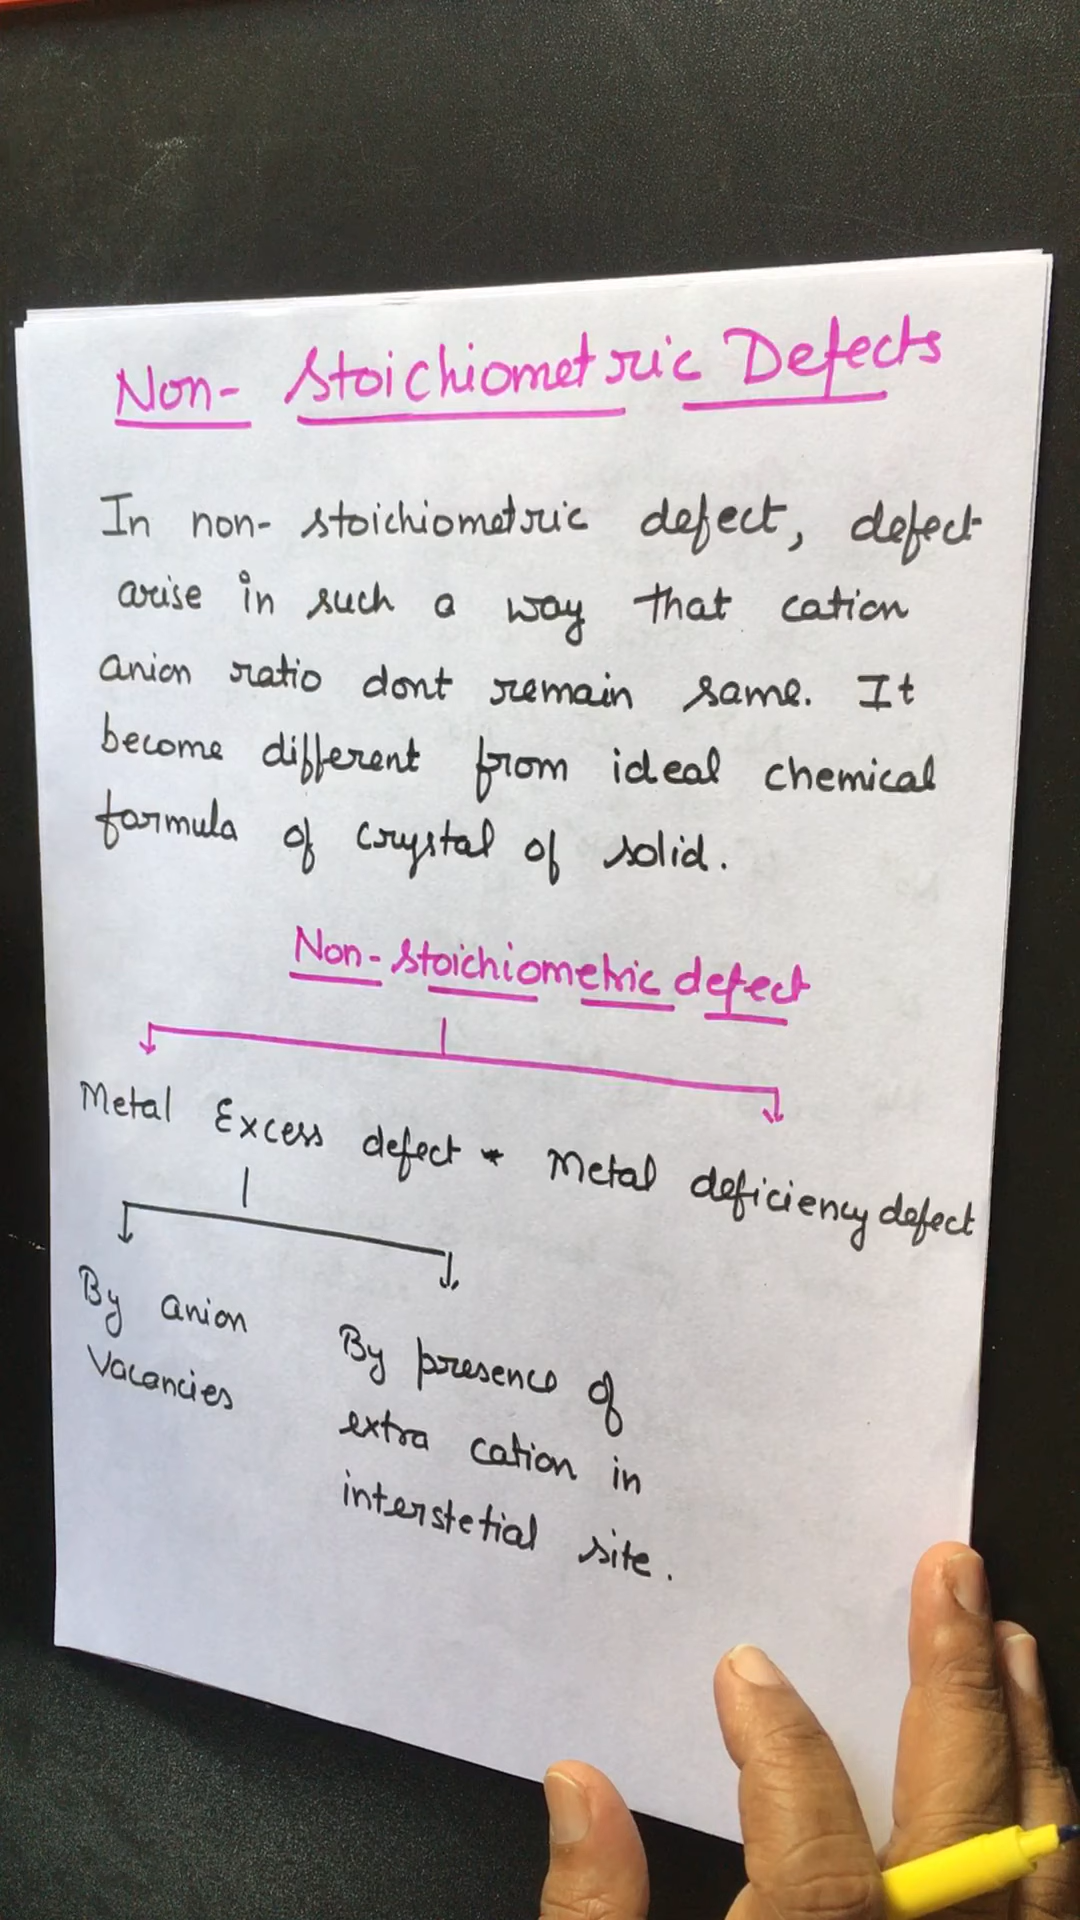 Non- Stoichiometric Defects
In non- stoichiometric defect, defect
arise in such a way that cation
anion ratio dont remain same. It
become different from ideal chemical
formula of crystal of solid.
Non-Stoichiometric defect
Metal Excess defect Metal deficiency defect
By anion
Vacancies
By presence of
extra cation in
interstetial site.